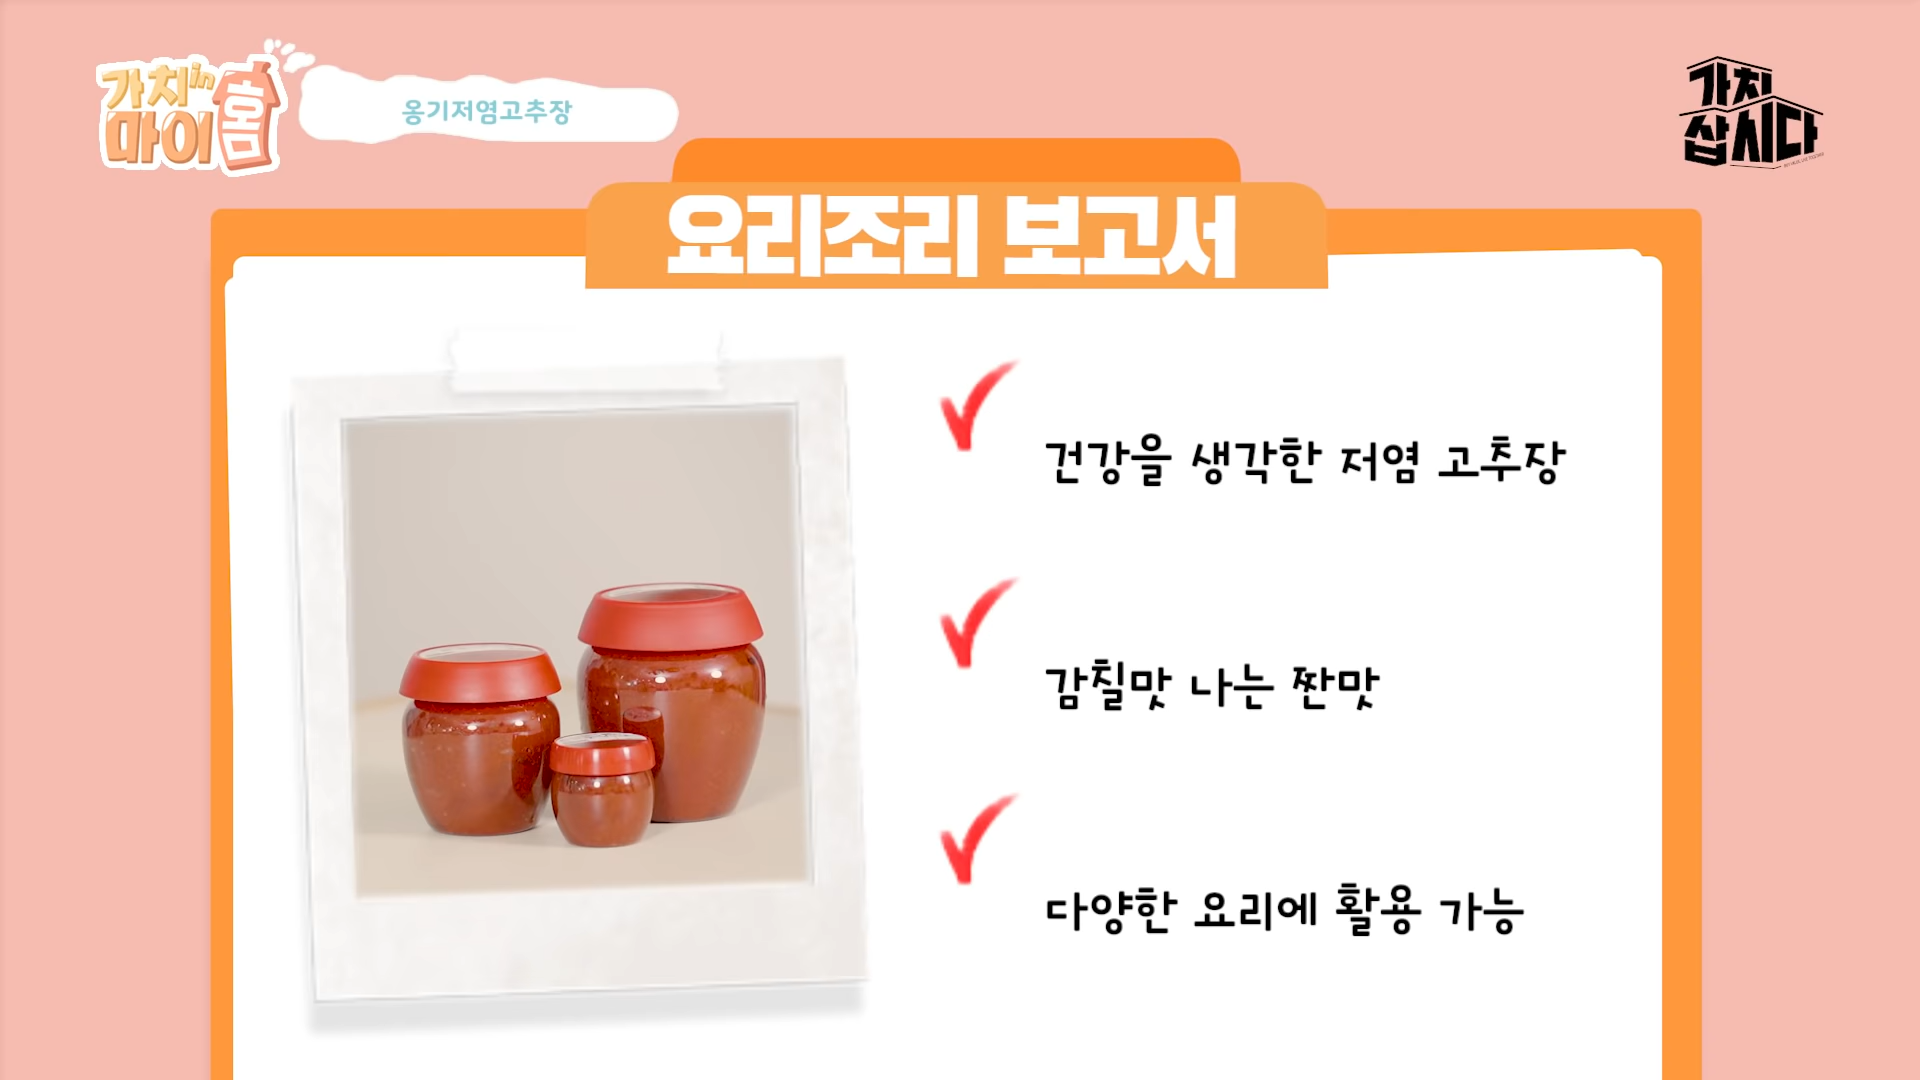 가치in
마이홈
옹기저염고추장
가치
삽시다
요리조리 보고서
건강을 생각한 저염 고추장
감칠맛 나는 짠맛
다양한 요리에 활용 가능